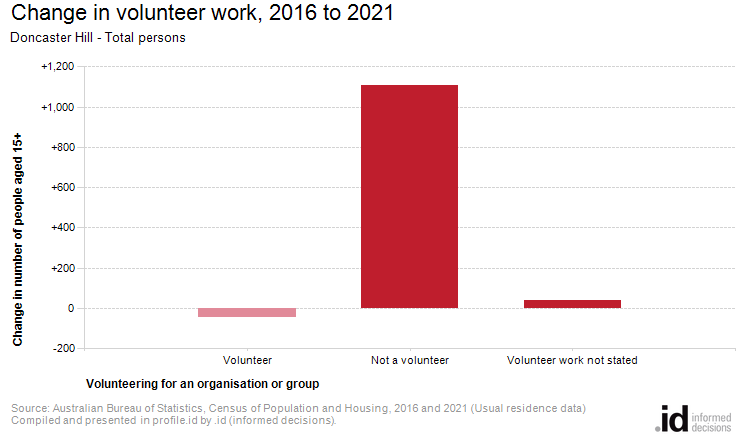 Change in volunteer work, 2016 to 2021
Doncaster Hill - Total persons
Change in number of people aged 15+
+1,200
+1,000
+800
+600
+400
+200
0
-200
Volunteer
Not a volunteer
Volunteer work not stated
Volunteering for an organisation or group
Source: Australian Bureau of Statistics, Census of Population and Housing, 2016 and 2021 (Usual residence data)
Compiled and presented in profile.id by .id (informed decisions).
.id informed
decisions